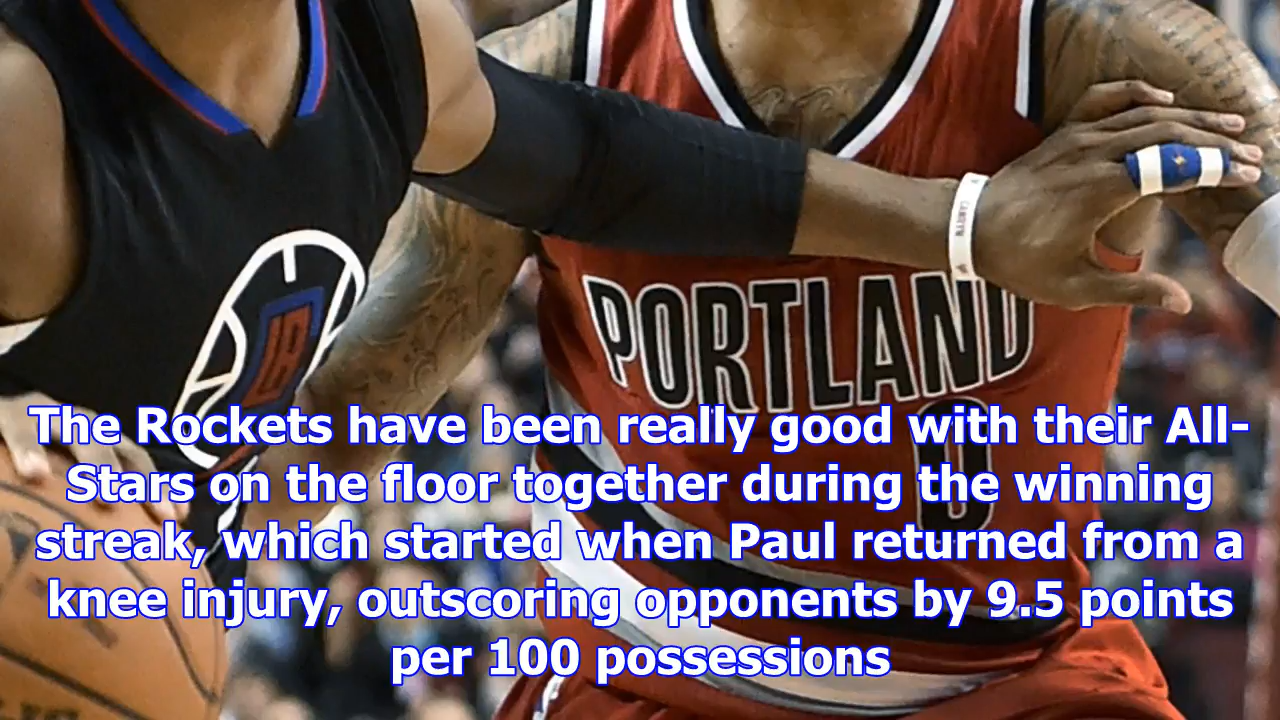 PORTLAND
0
The Rockets have been really good with their All-
Stars on the floor together during the winning
streak, which started when Paul returned from a
knee injury, outscoring opponents by 9.5 points
per 100 possessions